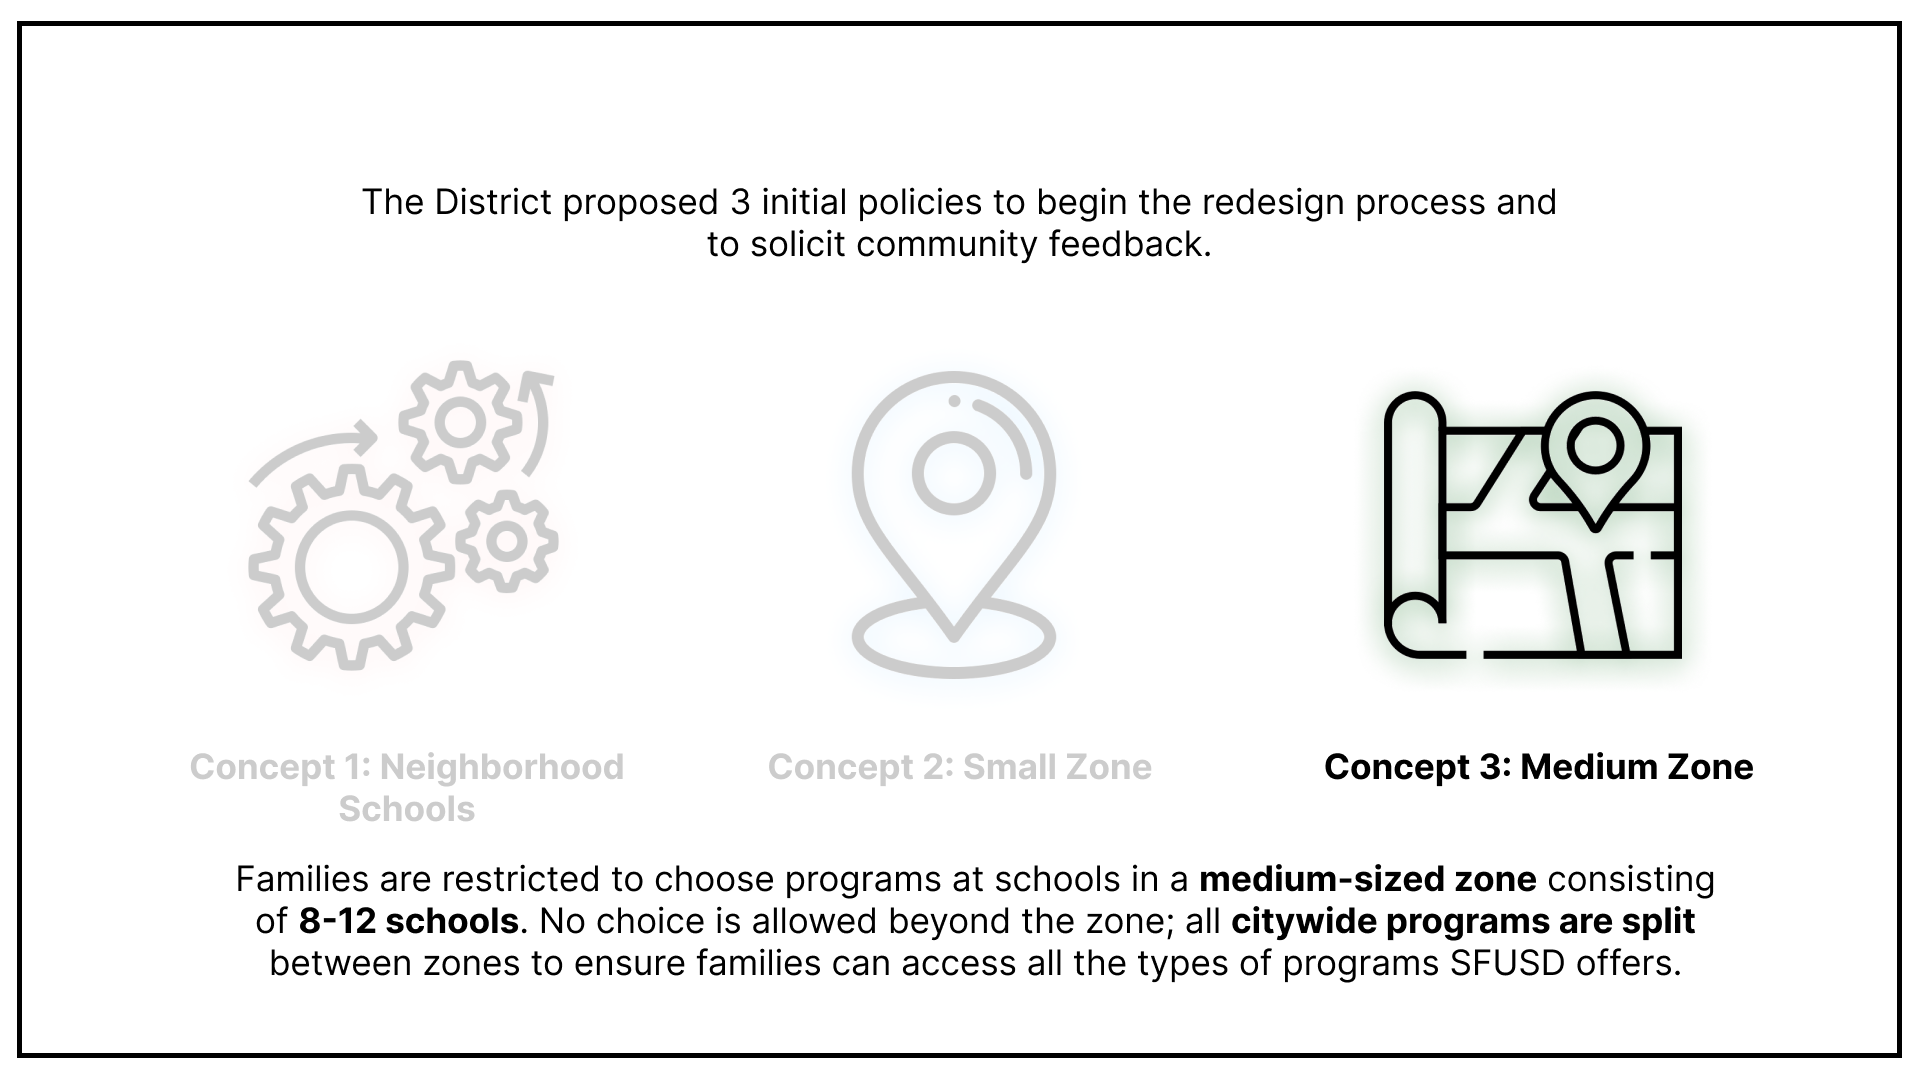 The District proposed 3 initial policies to begin the redesign process and
to solicit community feedback.
Concept 1: Neighborhood
Schools
Concept 2: Small Zone
Concept 3: Medium Zone
Families are restricted to choose programs at schools in a medium-sized zone consisting
of 8-12 schools. No choice is allowed beyond the zone; all citywide programs are split
between zones to ensure families can access all the types of programs SFUSD offers.